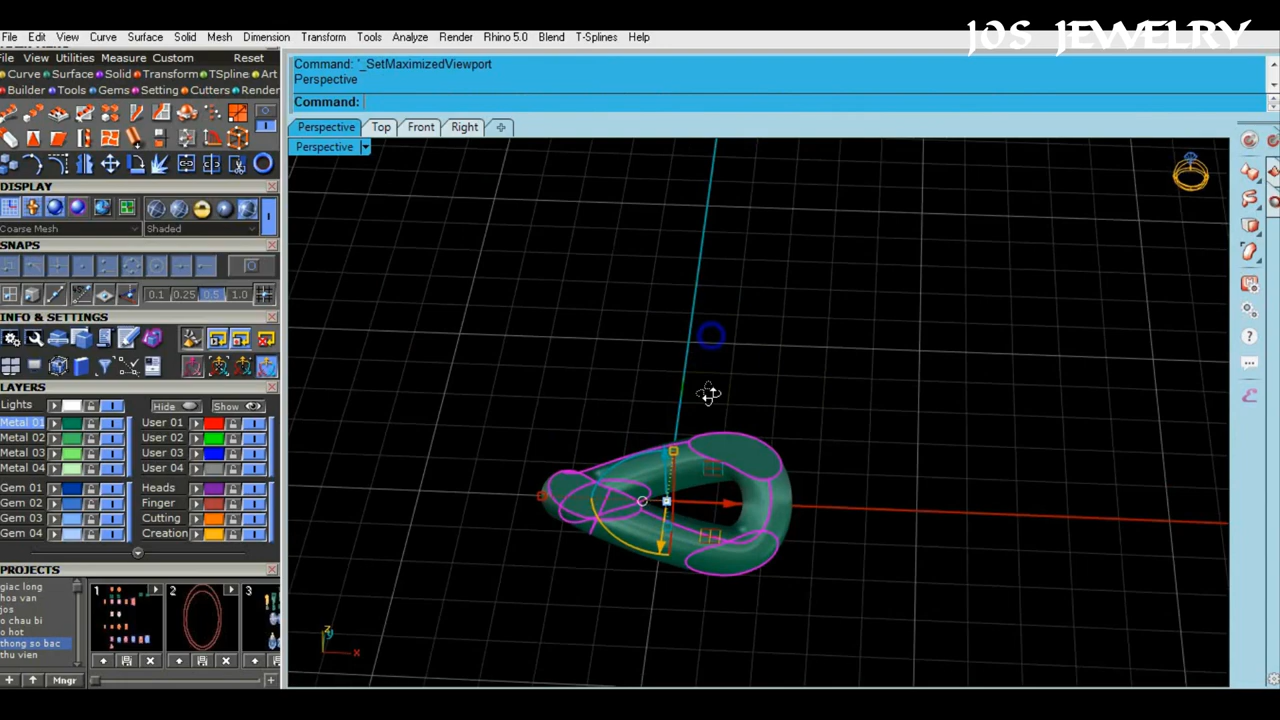 JOS JEWELRY
File Edit View Curve Surface Solid Mesh Dimension Transform Tools Analyze Render Rhino 5.0 Blend T-Splines Help
ile View Utilities Measure Custom Reset
Curve Surface Solid Transform TSpline Art
Builder Tools Gems Setting Cutters Render
Command: '_SetMaximizedViewport
Perspective
Command:
Perspective Top Front Right
Perspective
DISPLAY
Coarse Mesh Shaded
SNAPS
0.1 0.25 0.5 1.0
INFO & SETTINGS
LAYERS
Lights Hide Show
Metal 01 User 01
Metal 02 User 02
Metal 03 User 03
Metal 04 User 04
Gem 01 Heads
Gem 02 Finger
Gem 03 Cutting
Gem 04 Creation
PROJECTS
giac long
hoa van
jos
o chau bi
o hot
thong so bac
thu vien
1 2 3
Mngr
z
y
x